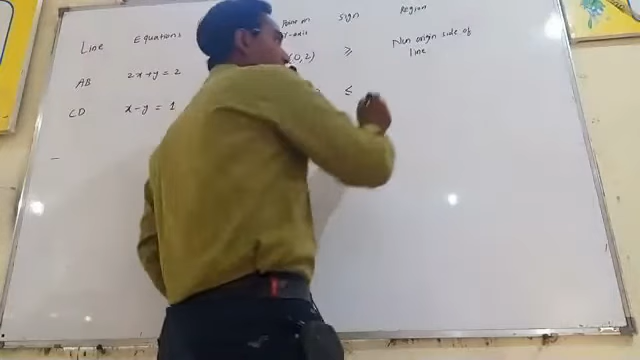 Line Equations Point on Sign Region
Y-axis
AB 2x+y=2 (0,2) ≥ Non origin side of
line
CD x-y=1 ≤